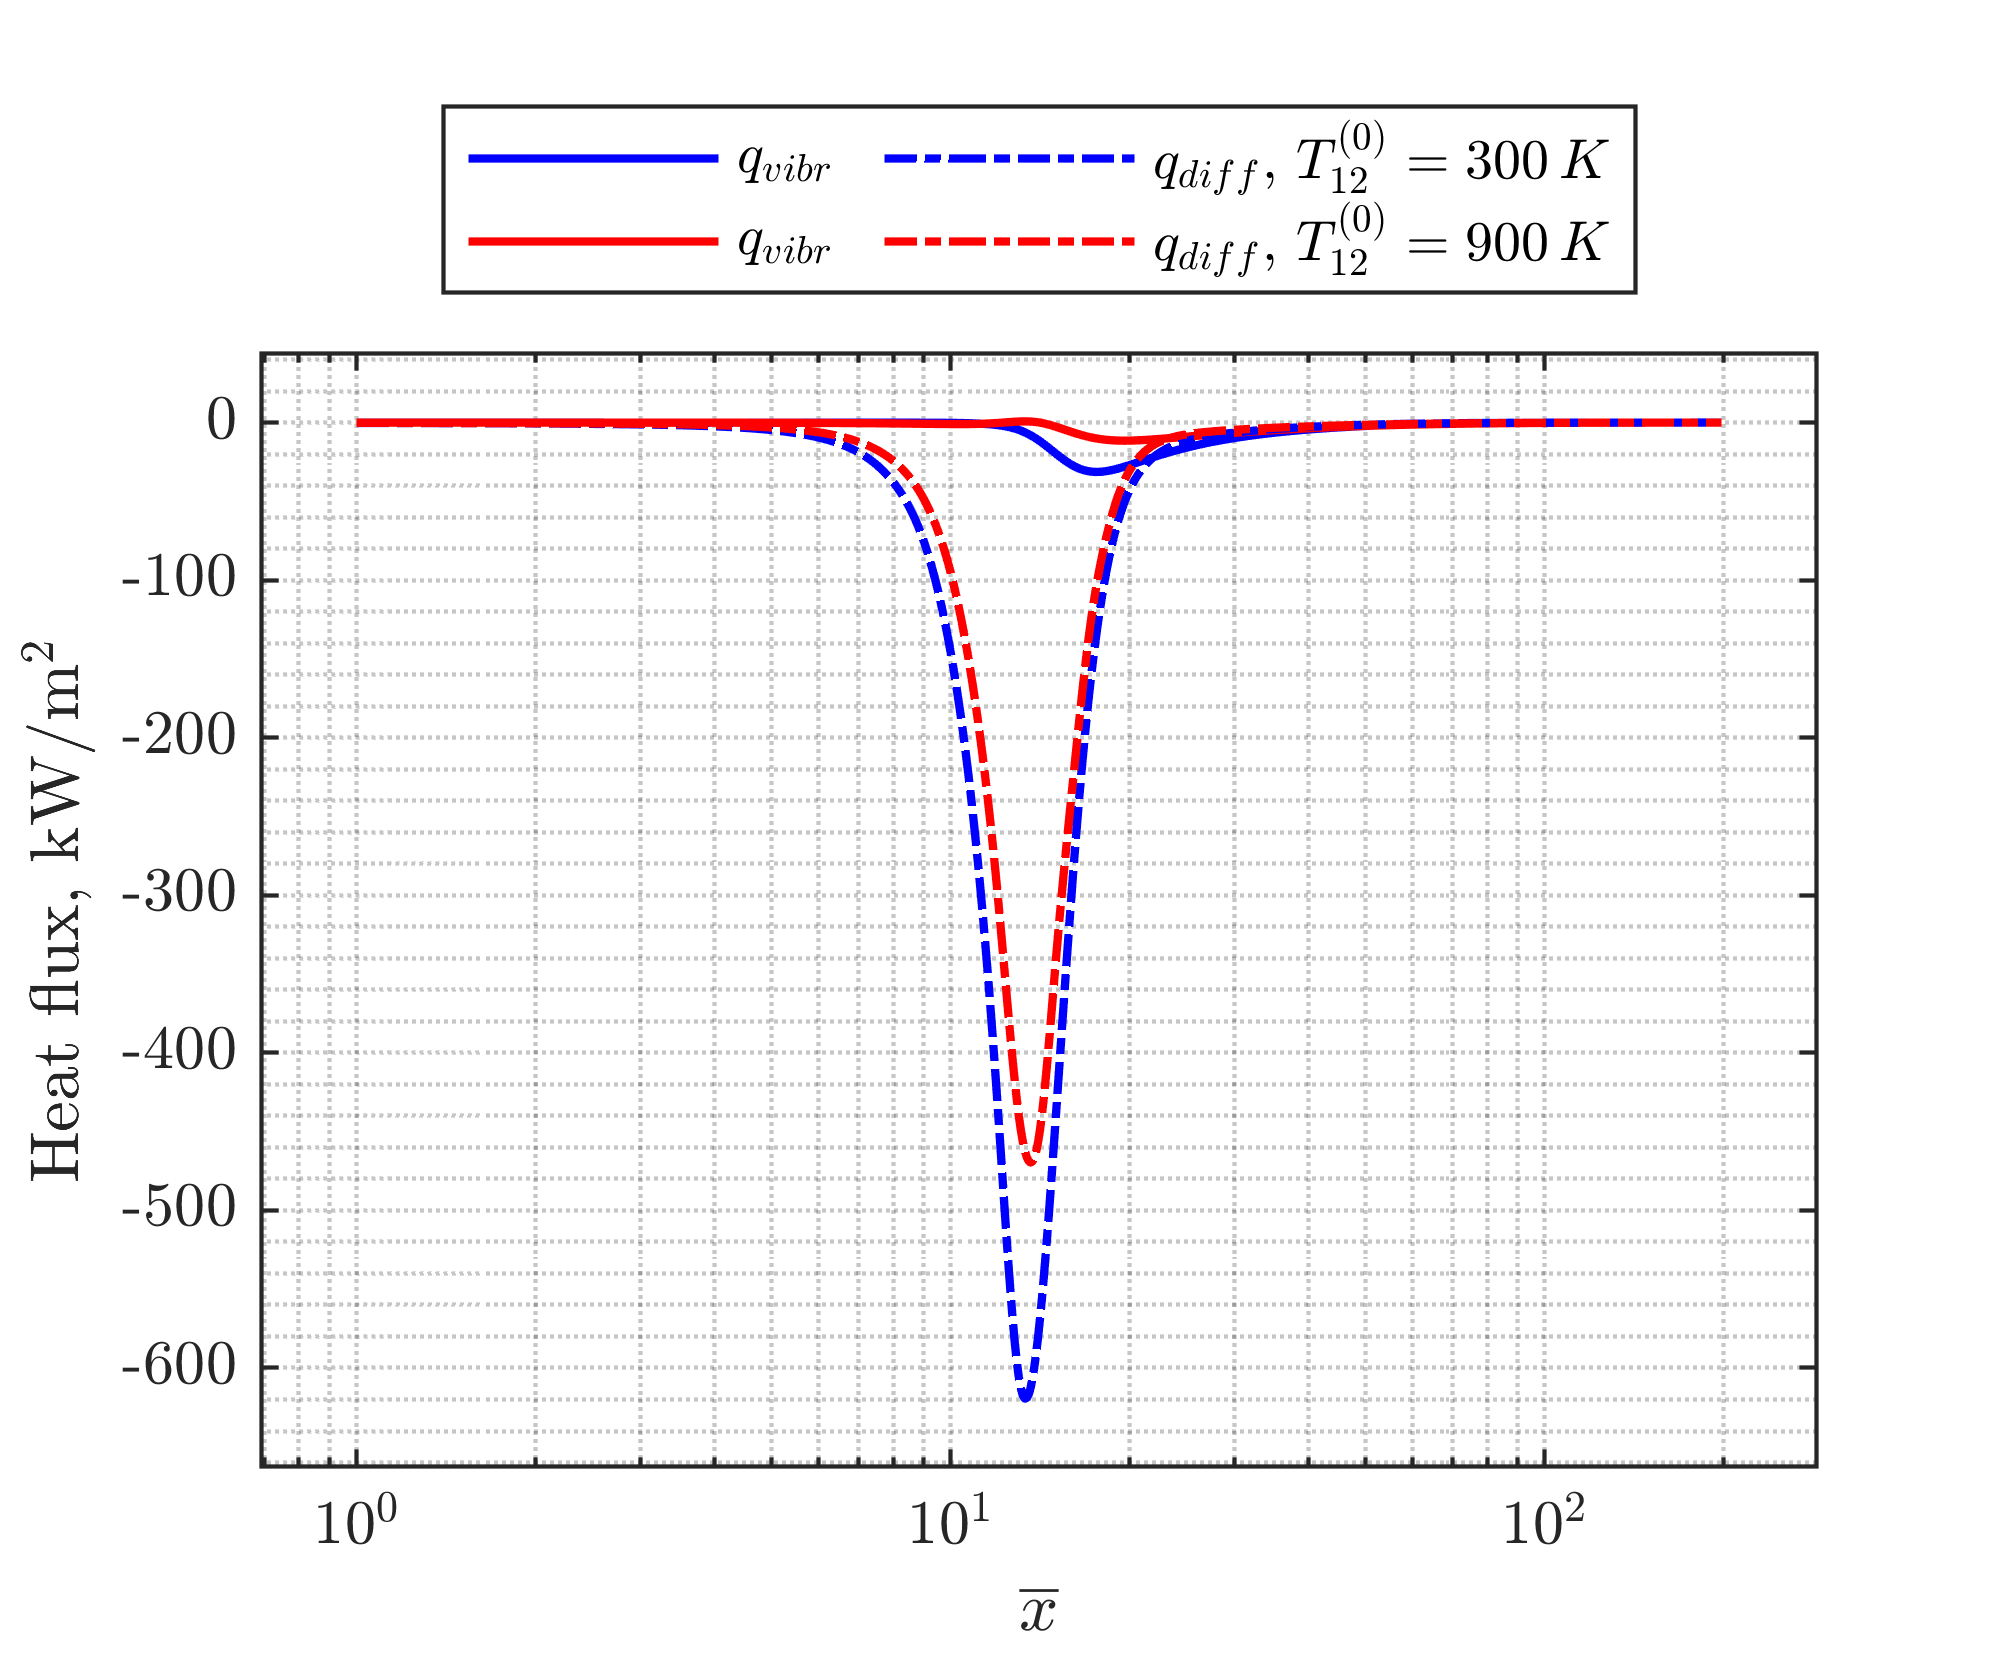 q_vibr q_diff, T_12^(0) = 300 K
q_vibr q_diff, T_12^(0) = 900 K
Heat flux, kW/m²
0
-100
-200
-300
-400
-500
-600
10⁰ 10¹ 10²
x̅